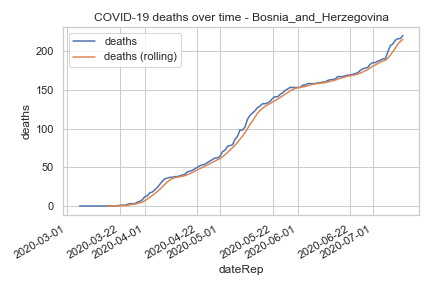 COVID-19 deaths over time - Bosnia_and_Herzegovina
deaths
deaths (rolling)
200
150
100
50
0
deaths
2020-03-01
2020-03-22
2020-04-01
2020-04-22
2020-05-01
2020-05-22
2020-06-01
2020-06-22
2020-07-01
dateRep